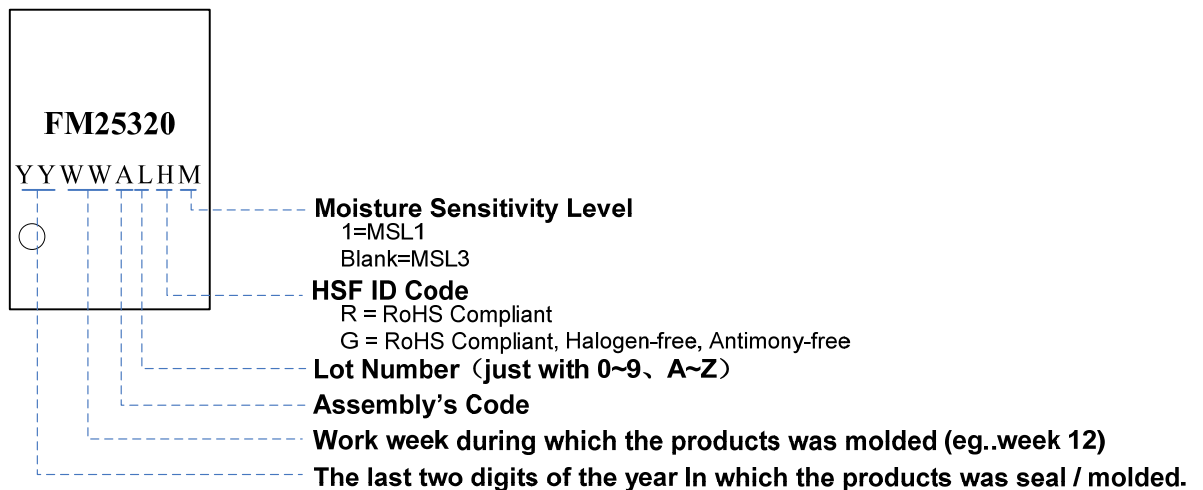 FM25320
YYWWALHM
Moisture Sensitivity Level
1=MSL1
Blank=MSL3
HSF ID Code
R = RoHS Compliant
G = RoHS Compliant, Halogen-free, Antimony-free
Lot Number（just with 0~9、A~Z）
Assembly's Code
Work week during which the products was molded (eg..week 12)
The last two digits of the year In which the products was seal / molded.